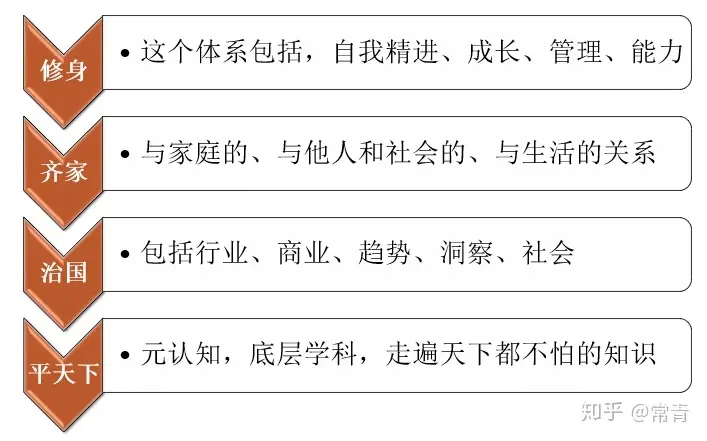 修身
• 这个体系包括，自我精进、成长、管理、能力
齐家
• 与家庭的、与他人和社会的、与生活的关系
治国
• 包括行业、商业、趋势、洞察、社会
平天下
• 元认知，底层学科，走遍天下都不怕的知识
知乎 @常青